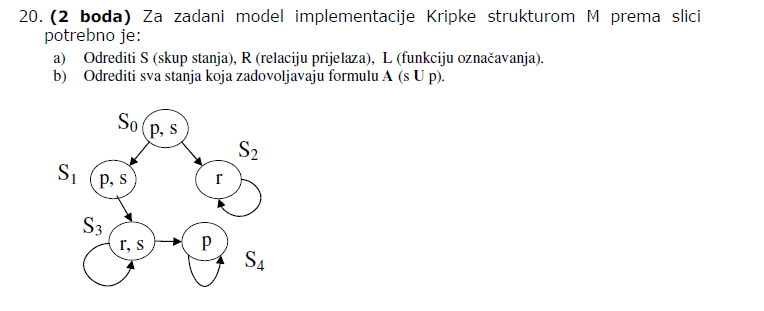 20. (2 boda) Za zadani model implementacije Kripke strukturom M prema slici
potrebno je:
a) Odrediti S (skup stanja), R (relaciju prijelaza), L (funkciju označavanja).
b) Odrediti sva stanja koja zadovoljavaju formulu A (s U p).
S0 p, s
S2
S1 p, s r
S3
r, s p
S4